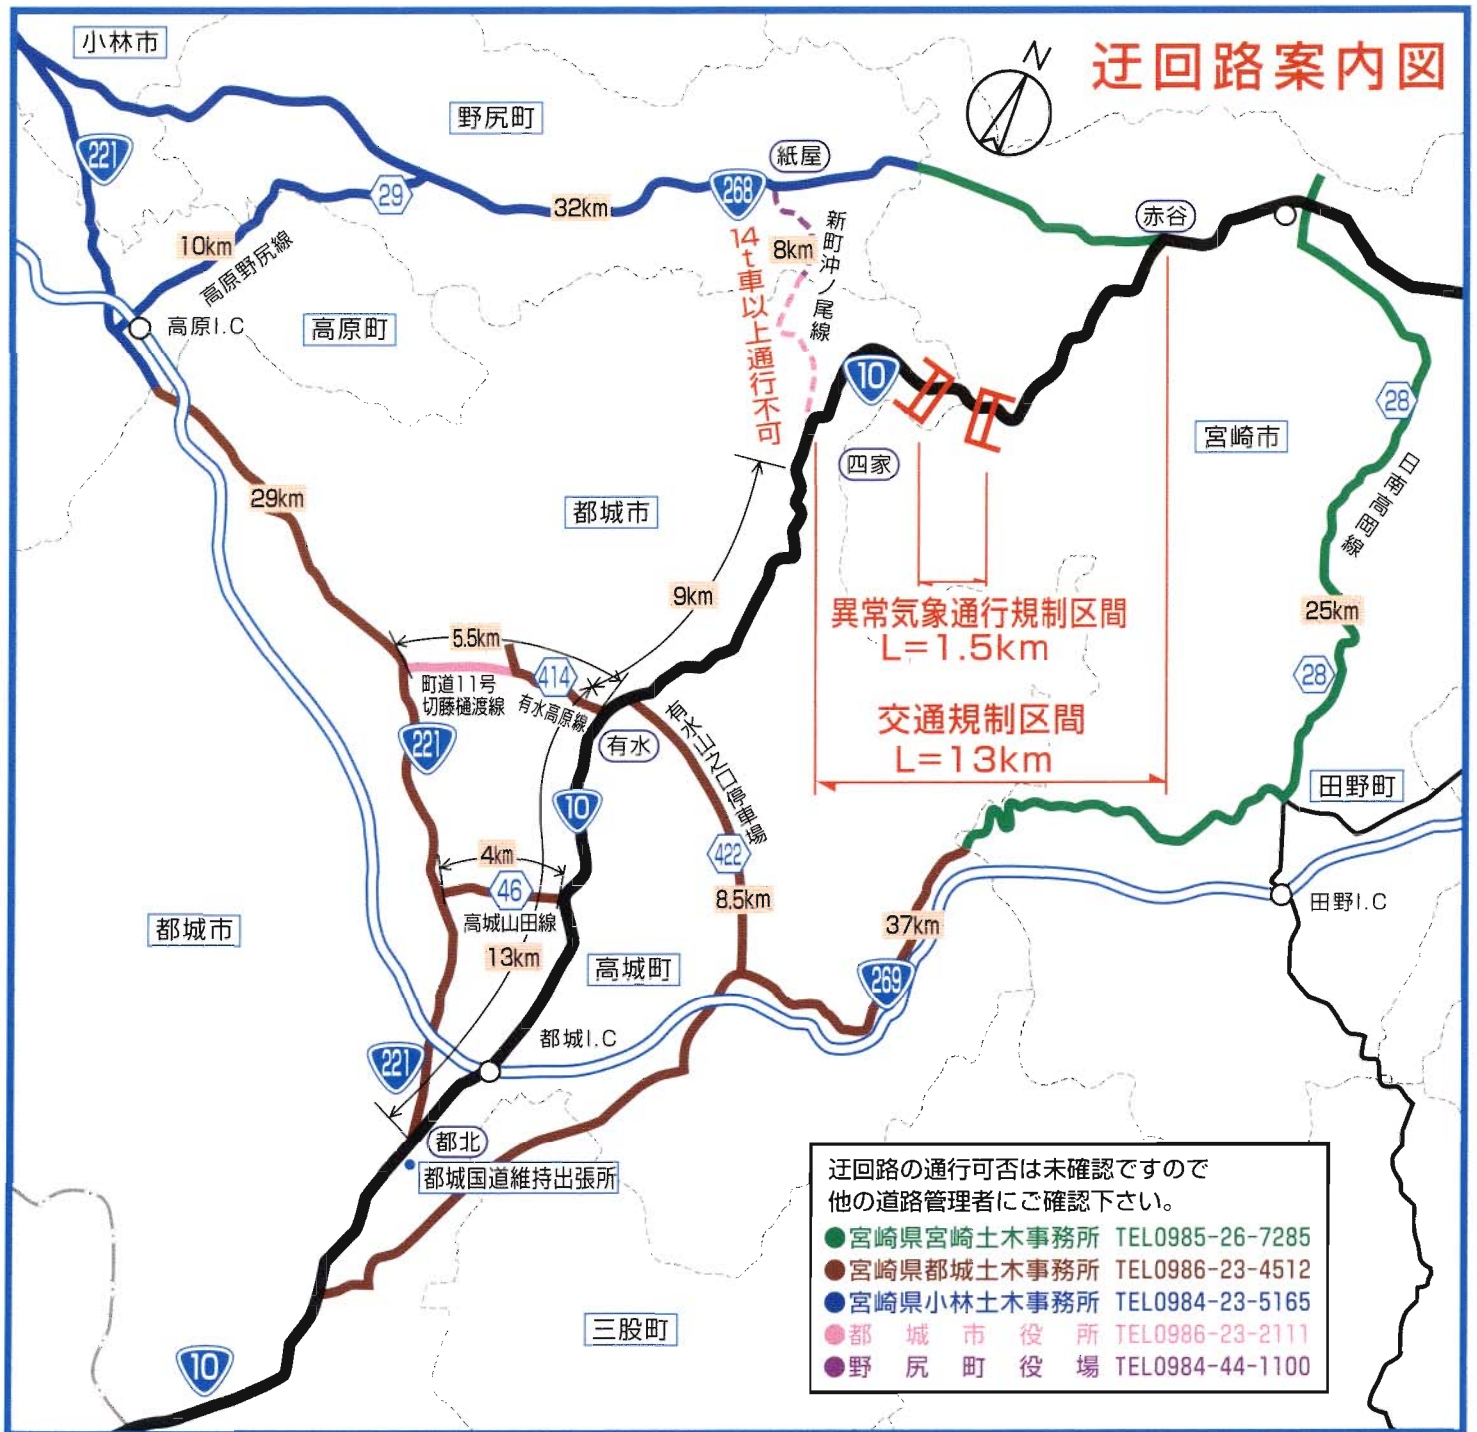 迂回路案内図
N
小林市
野尻町
221
29
32km
268
紙屋
赤谷
10km
高原野尻線
8km
新町沖ノ尾線
14t車以上通行不可
高原I.C
高原町
10
28
宮崎市
四家
日南高岡線
29km
都城市
9km
異常気象通行規制区間
L=1.5km
25km
5.5km
414
町道11号
切藤樋渡線
有水高原線
28
221
有水
有水山之口停車場
交通規制区間
L=13km
10
田野町
4km
46
422
高城山田線
8.5km
田野I.C
都城市
37km
13km
高城町
269
都城I.C
221
都北
都城国道維持出張所
三股町
10
迂回路の通行可否は未確認ですので
他の道路管理者にご確認下さい。
●宮崎県宮崎土木事務所 TEL0985-26-7285
●宮崎県都城土木事務所 TEL0986-23-4512
●宮崎県小林土木事務所 TEL0984-23-5165
●都城市役所 TEL0986-23-2111
●野尻町役場 TEL0984-44-1100